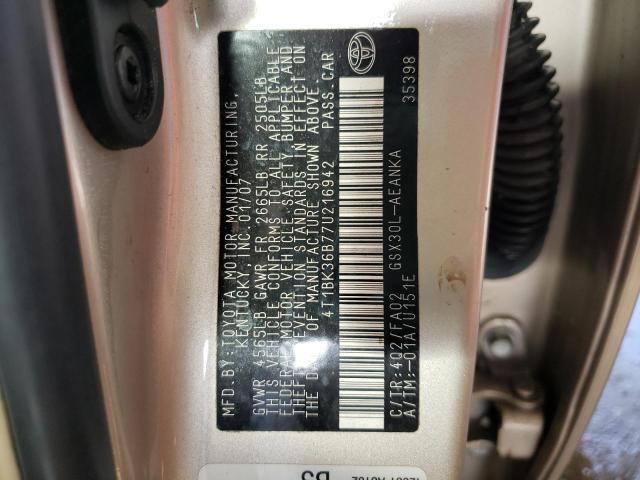 MFD.BY:TOYOTA MOTOR MANUFACTURING,
KENTUCKY, INC. 01/07
GVWR 4565LB GAWR FR 2665LB RR 2505LB
THIS VEHICLE CONFORMS TO ALL APPLICABLE
FEDERAL MOTOR VEHICLE SAFETY, BUMPER, AND
THEFT PREVENTION STANDARDS IN EFFECT ON
THE DATE OF MANUFACTURE SHOWN ABOVE.
4T1BK36B77U216942 PASS. CAR
C/TR:4Q2/FA02 GSX30L-AEANKA 35398
A/TM:-01A/U151E